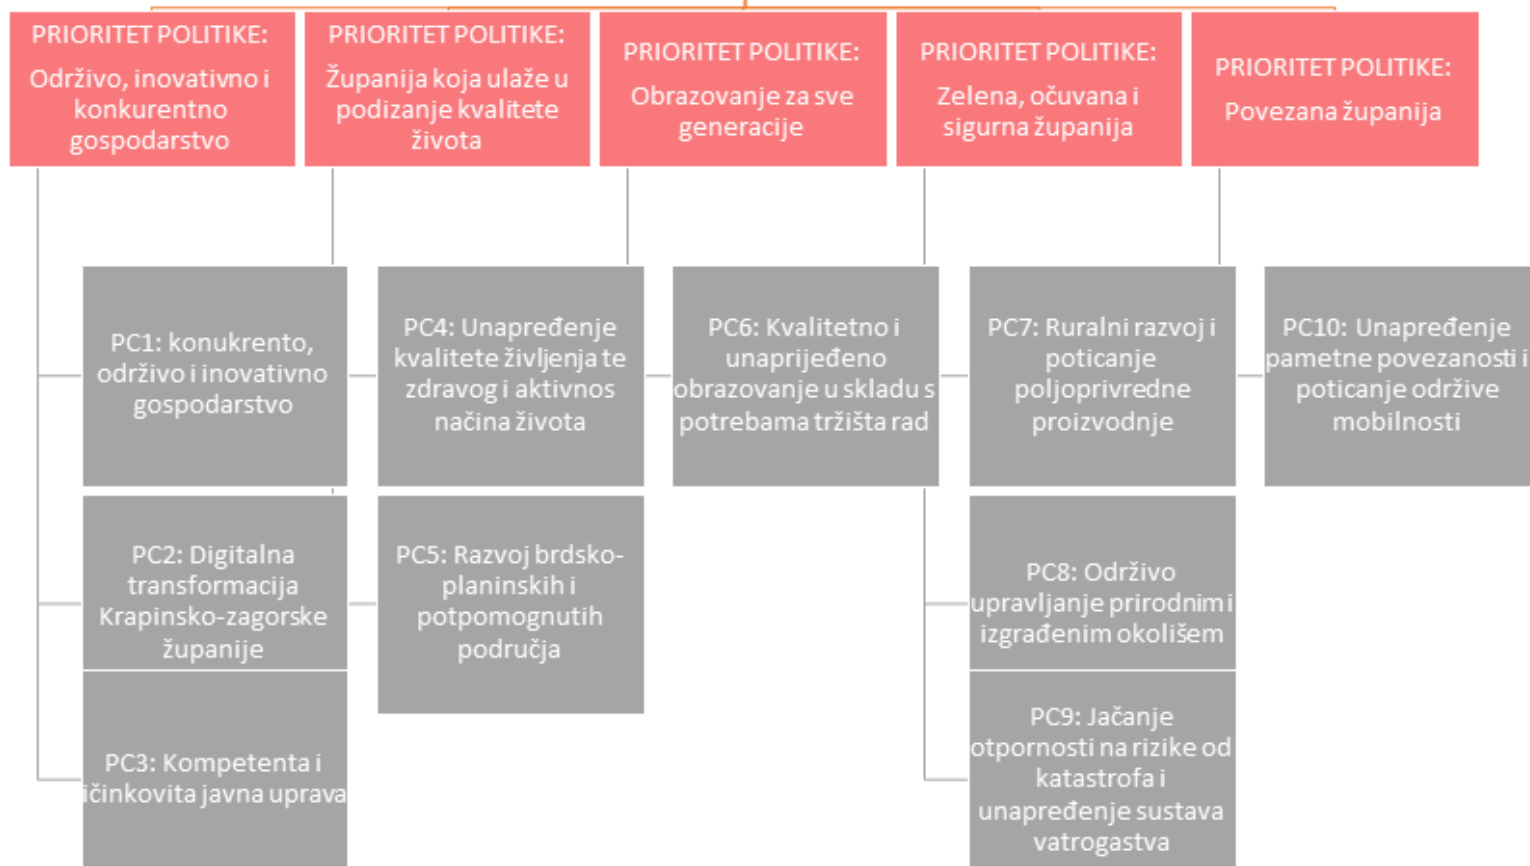 PRIORITET POLITIKE:
Održivo, inovativno i
konkurentno
gospodarstvo
PRIORITET POLITIKE:
Županija koja ulaže u
podizanje kvalitete
života
PRIORITET POLITIKE:
Obrazovanje za sve
generacije
PRIORITET POLITIKE:
Zelena, očuvana i
sigurna županija
PRIORITET POLITIKE:
Povezana županija
PC1: konukrento,
održivo i inovativno
gospodarstvo
PC4: Unapređenje
kvalitete življenja te
zdravog i aktivnos
načina života
PC6: Kvalitetno i
unaprijeđeno
obrazovanje u skladu s
potrebama tržišta rad
PC7: Ruralni razvoj i
poticanje
poljoprivredne
proizvodnje
PC10: Unapređenje
pametne povezanosti i
poticanje održive
mobilnosti
PC2: Digitalna
transformacija
Krapinsko-zagorske
županije
PC5: Razvoj brdsko-
planinskih i
potpomognutih
područja
PC8: Održivo
upravljanje prirodnim i
izgrađenim okolišem
PC3: Kompetenta i
ičinkovita javna uprava
PC9: Jačanje
otpornosti na rizike od
katastrofa i
unapređenje sustava
vatrogastva